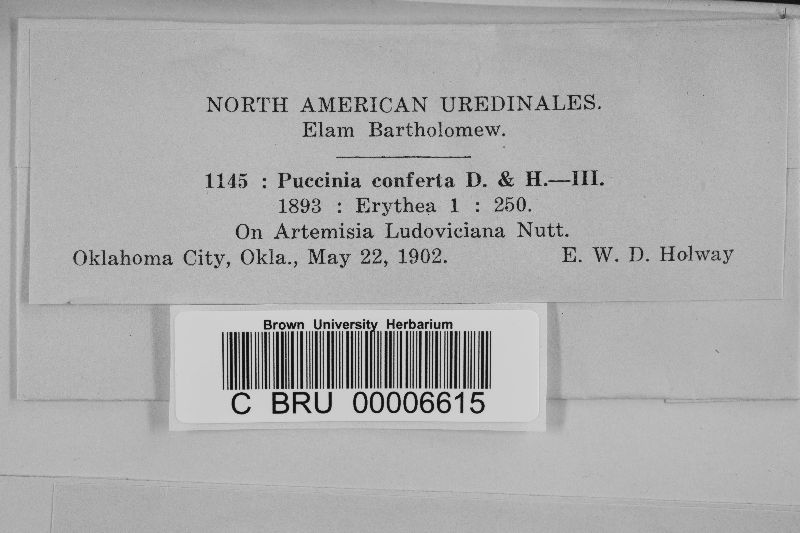 NORTH AMERICAN UREDINALES.
Elam Bartholomew.
1145 : Puccinia conferta D. & H.—III.
1893 : Erythea 1 : 250.
On Artemisia Ludoviciana Nutt.
Oklahoma City, Okla., May 22, 1902. E. W. D. Holway
Brown University Herbarium
C BRU 00006615